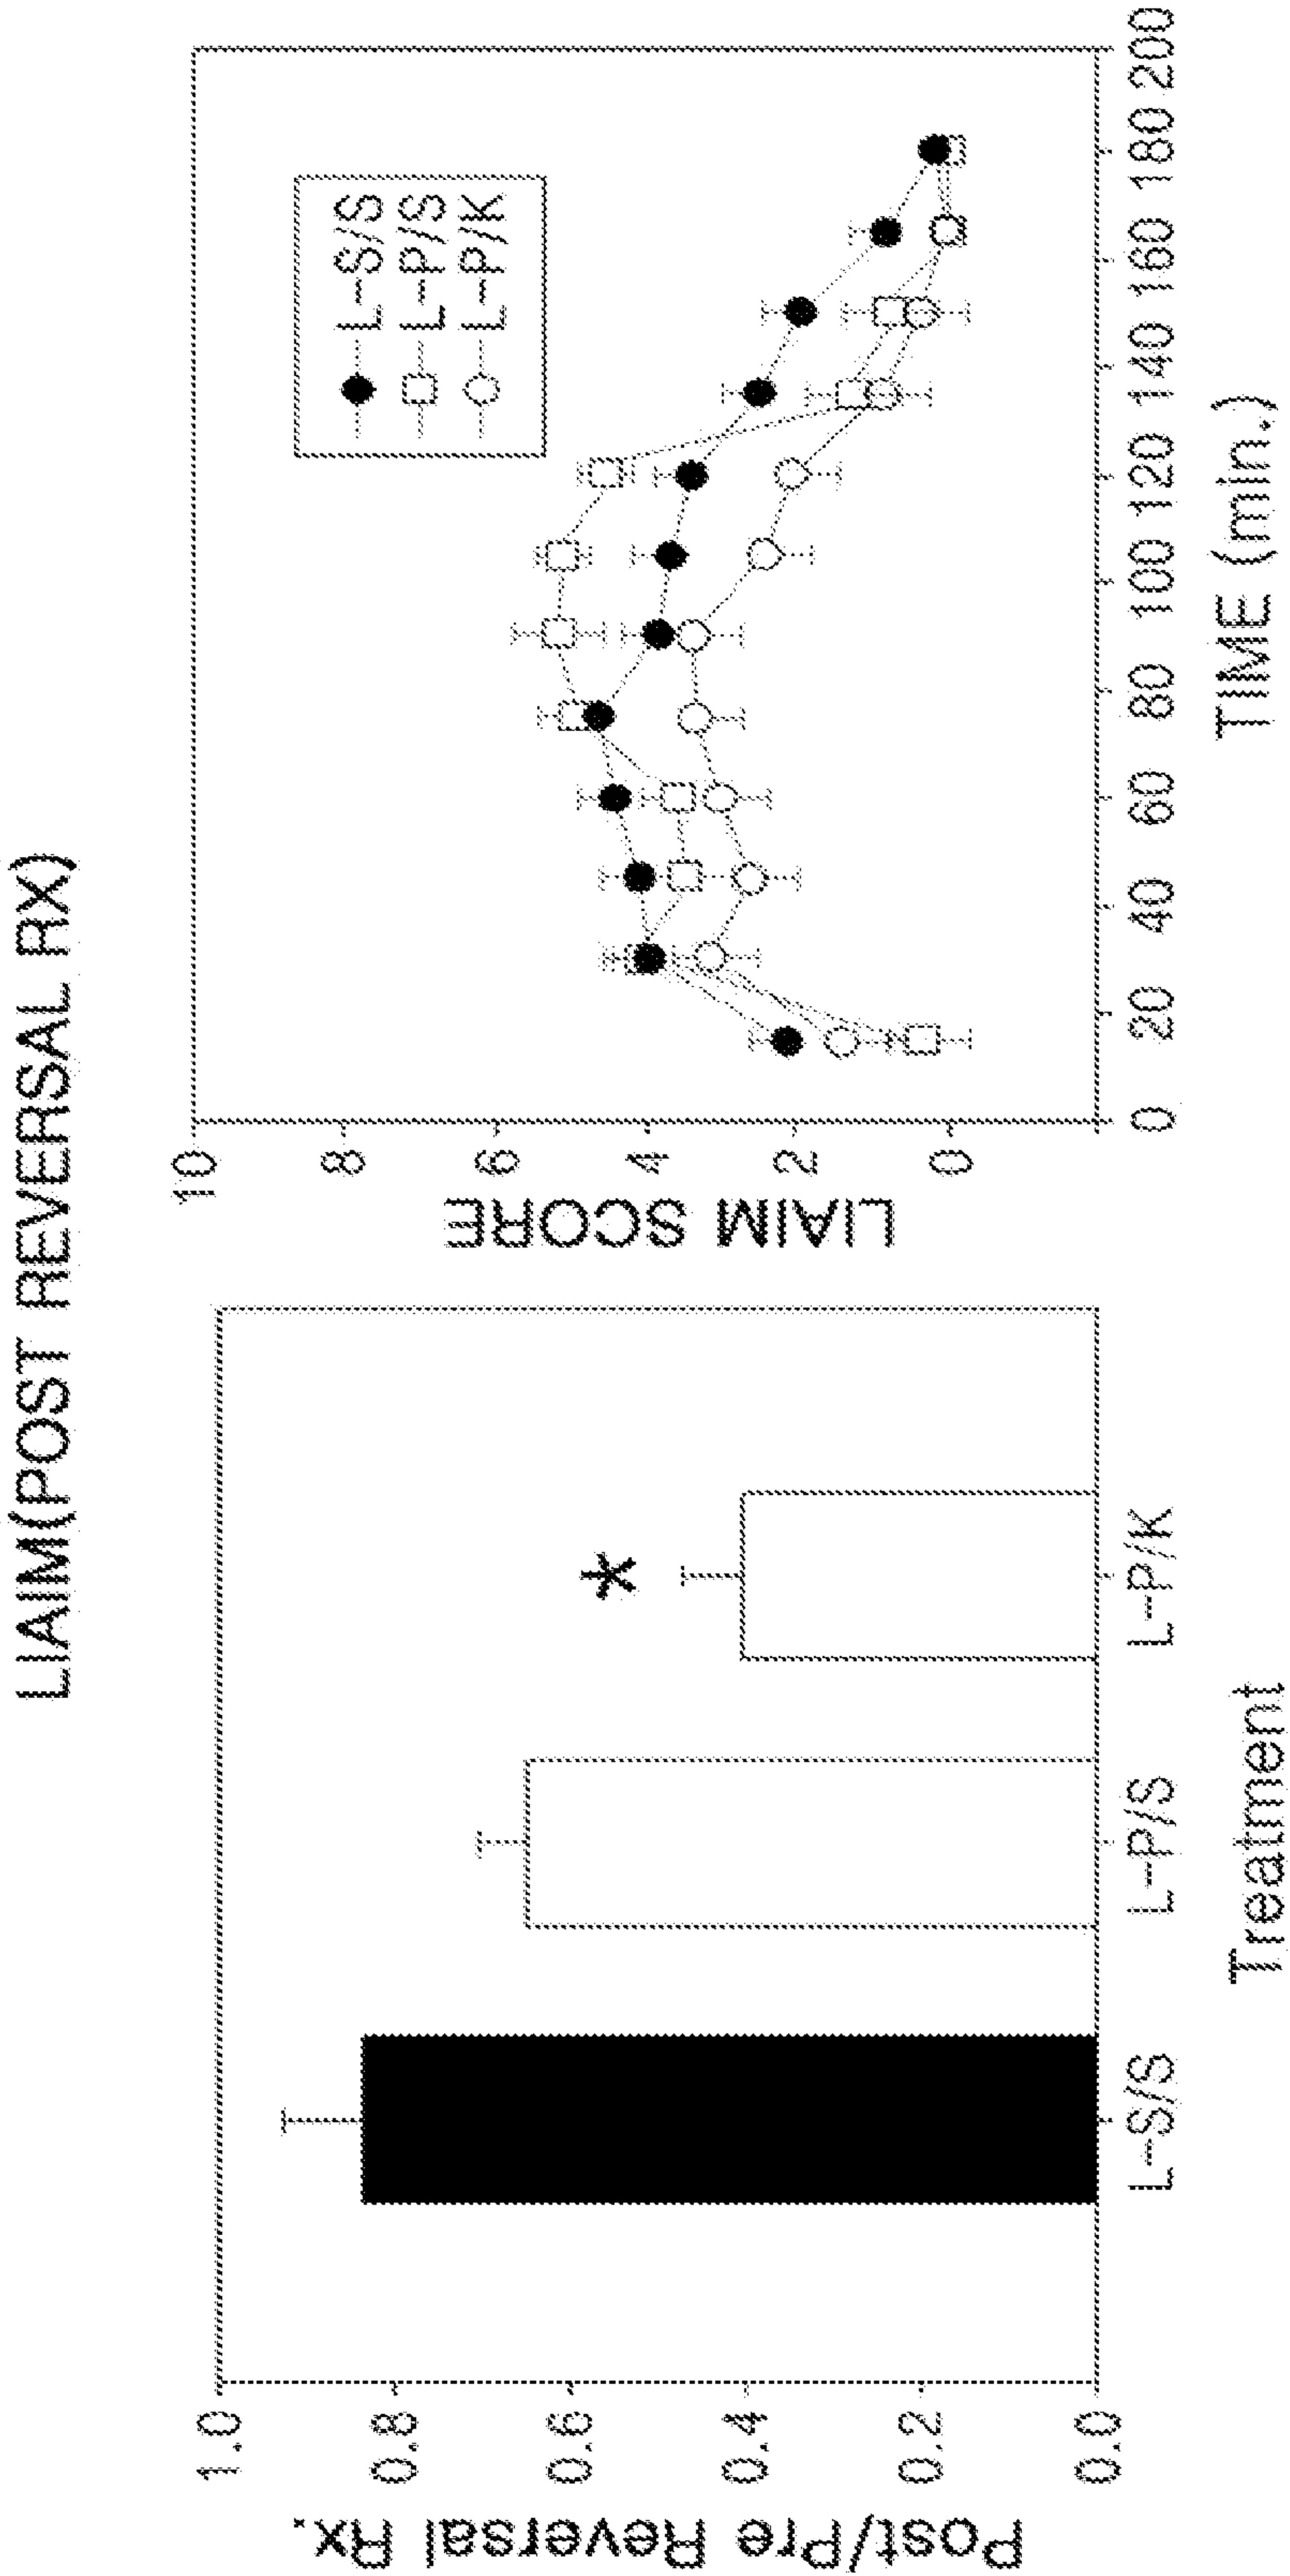 LIAIM(POST REVERSAL RX)
Post/Pre Reversal Rx.
1.0
0.8
0.6
0.4
0.2
0.0
*
L-S/S L-P/S L-P/K
Treatment
LIAIM SCORE
10
8
6
4
2
0
L-S/S
L-P/S
L-P/K
0 20 40 60 80 100 120 140 160 180 200
TIME (min.)